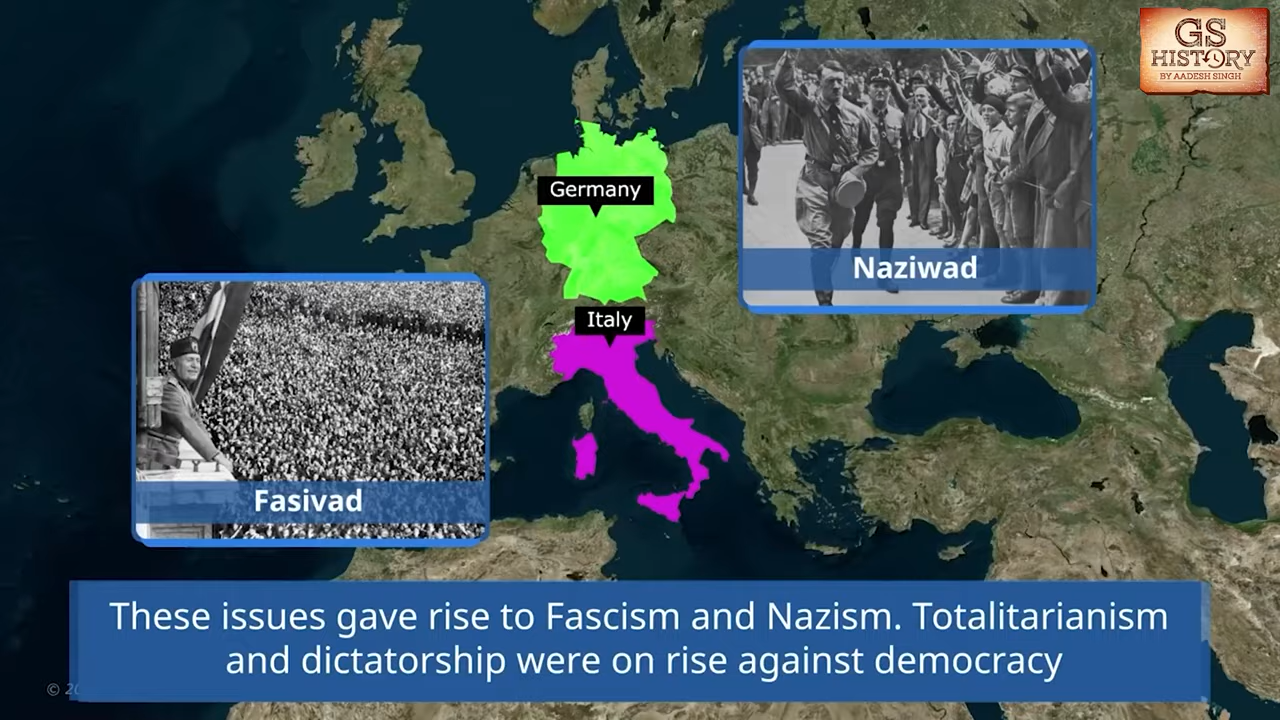 GS
HISTORY
BY AADESH SINGH
Germany
Naziwad
Italy
Fasivad
These issues gave rise to Fascism and Nazism. Totalitarianism
and dictatorship were on rise against democracy
©